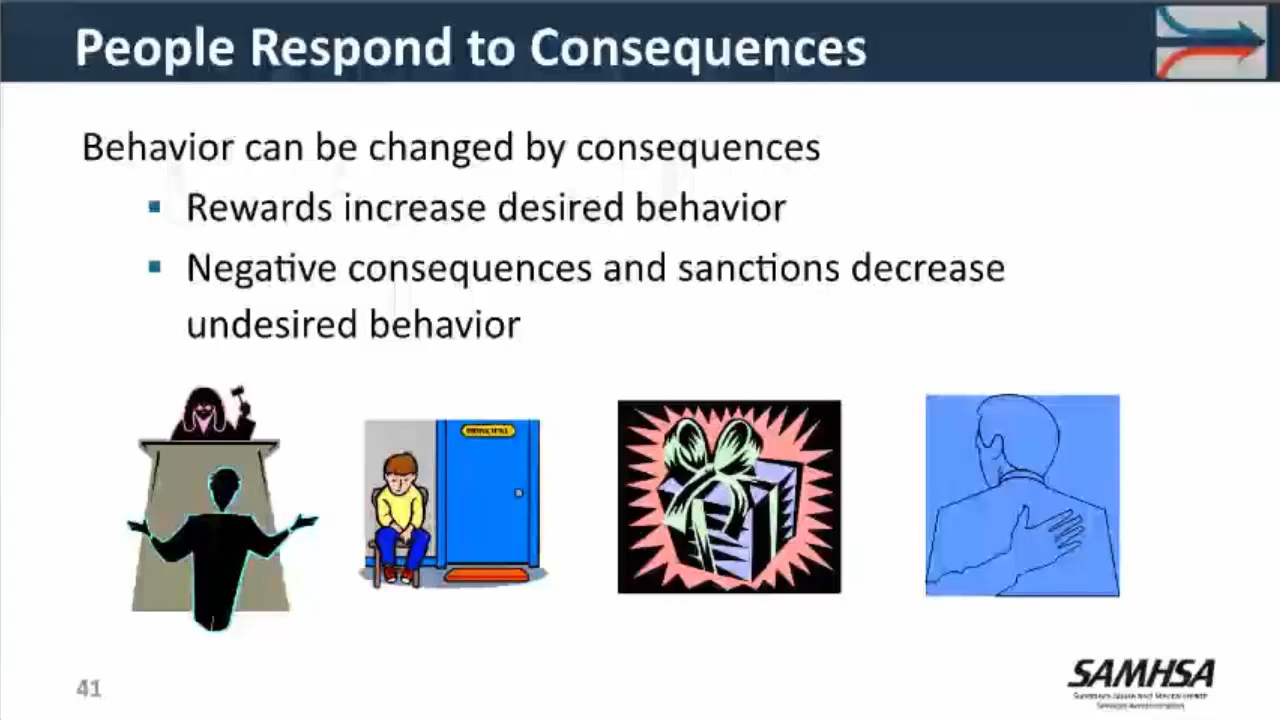 People Respond to Consequences
Behavior can be changed by consequences
▪ Rewards increase desired behavior
▪ Negative consequences and sanctions decrease
undesired behavior
41
SAMHSA